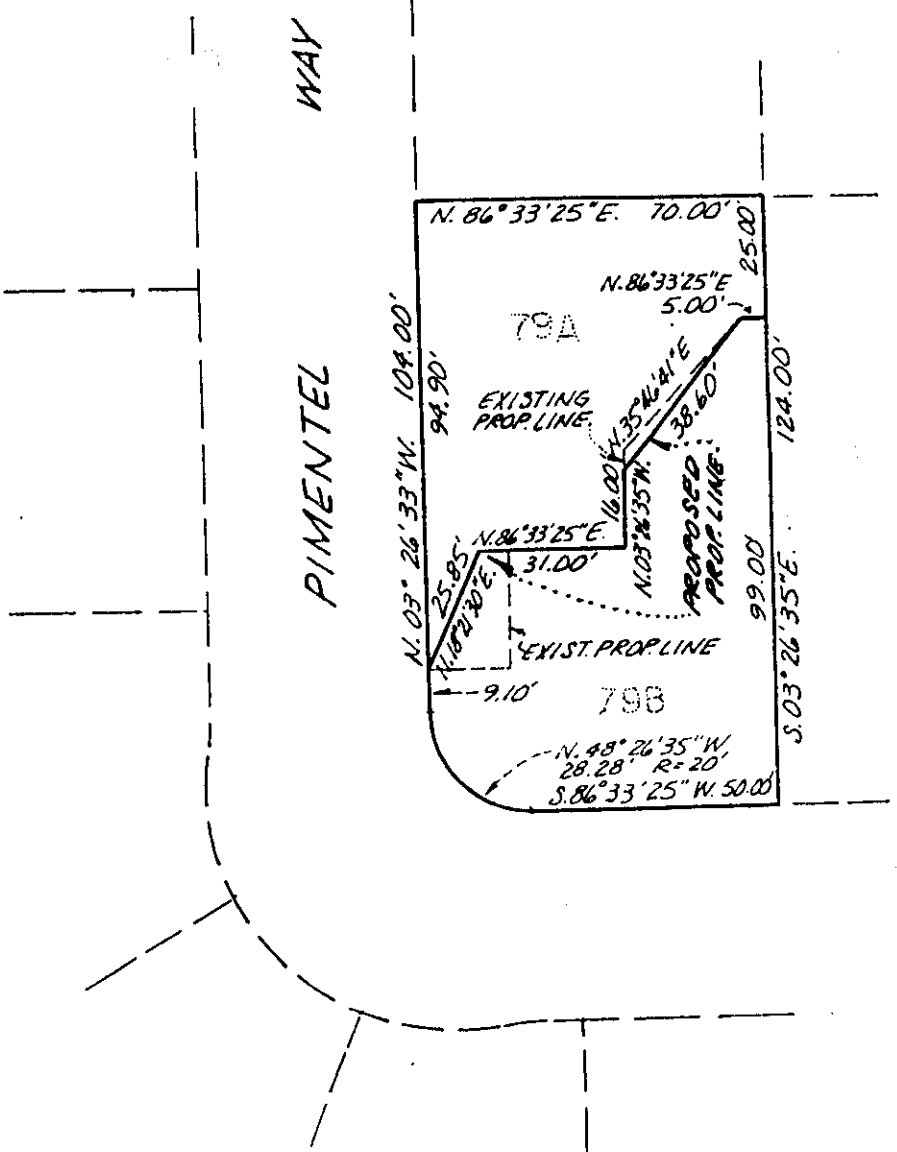 WAY
PIMENTEL
N. 86°33'25"E. 70.00'
25.00'
N. 86°33'25"E
5.00'
79A
N. 03° 26'33"W. 104.00'
94.90'
EXISTING
PROP. LINE
N.35°46'41"E
38.60'
16.00'
N.03°26'35"W.
124.00'
PROPOSED
PROP. LINE.
N.86°33'25"E.
31.00'
25.85'
N.18°21'30"E.
EXIST. PROP. LINE
9.10'
79B
99.00'
S.03°26'35"E.
N. 48° 26'35"W.
28.28' R=20'
S.86°33'25" W. 50.00'